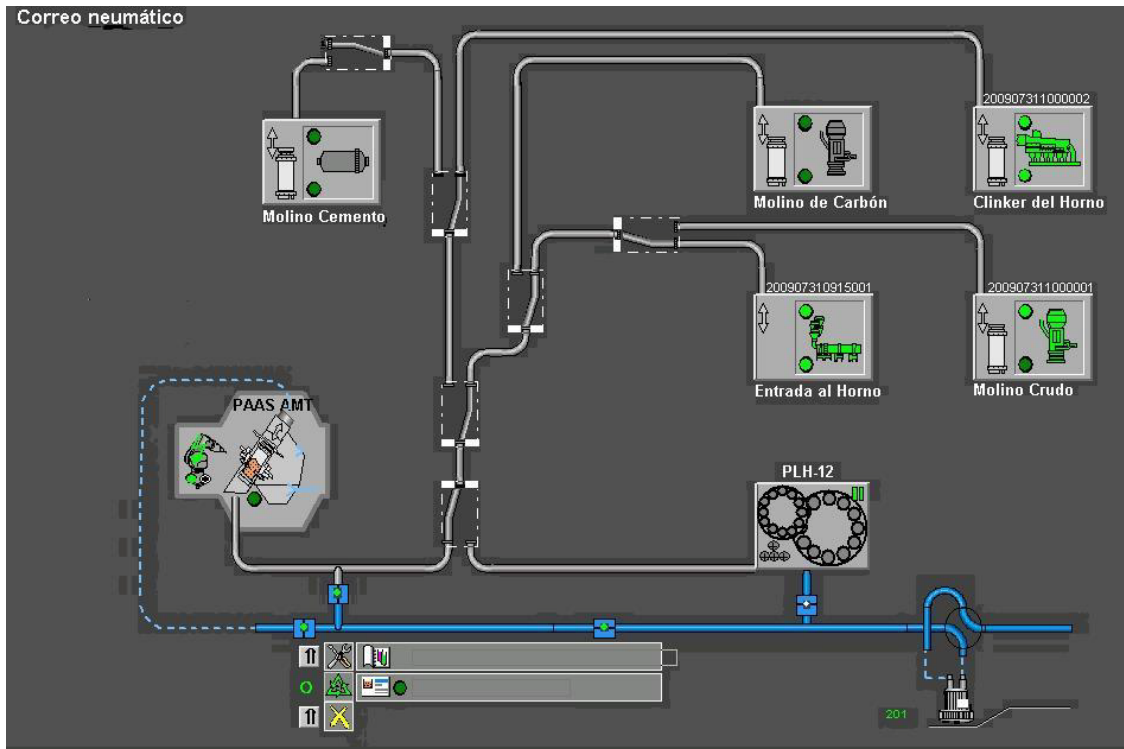 Correo neumático
200907311000002
Molino Cemento
Molino de Carbón
Clinker del Horno
200907310915001
200907311000001
Entrada al Horno
Molino Crudo
PAAS AMT
PLH-12
201